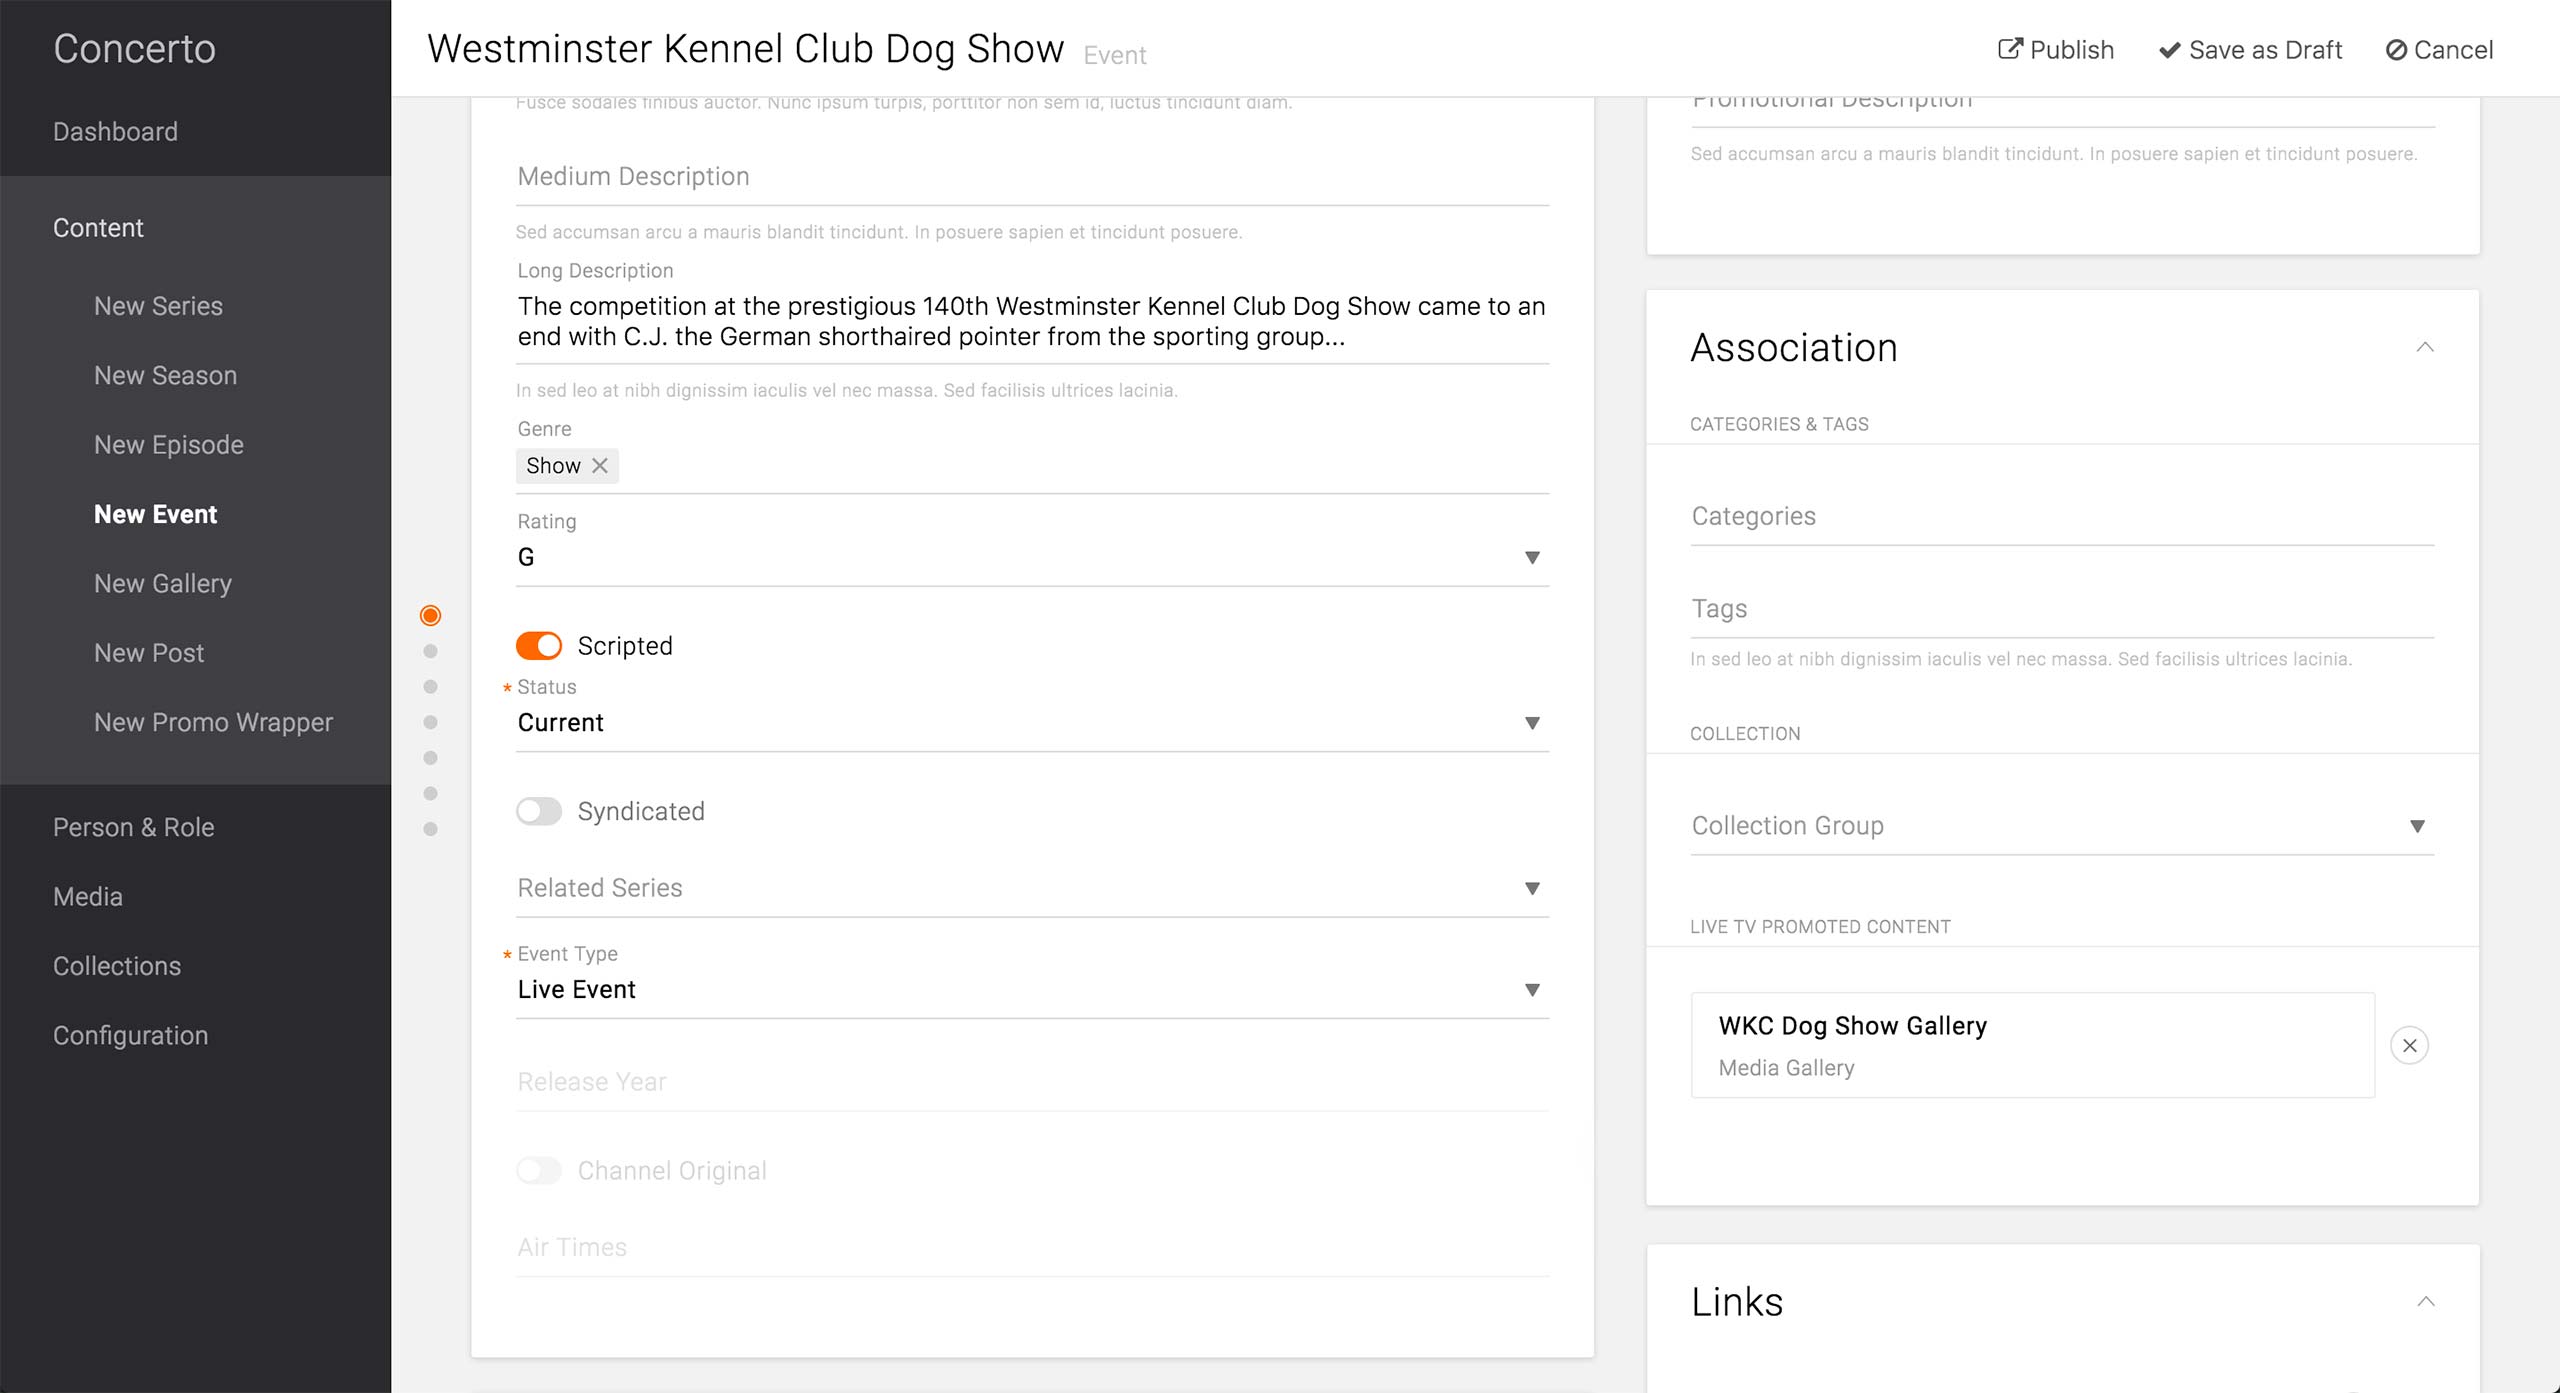 Concerto
Dashboard
Content
New Series
New Season
New Episode
New Event
New Gallery
New Post
New Promo Wrapper
Person & Role
Media
Collections
Configuration
Westminster Kennel Club Dog Show Event
Publish
Save as Draft
Cancel
Fusce sodales finibus auctor. Nunc ipsum turpis, porttitor non sem id, luctus tincidunt diam.
Medium Description
Sed accumsan arcu a mauris blandit tincidunt. In posuere sapien et tincidunt posuere.
Long Description
The competition at the prestigious 140th Westminster Kennel Club Dog Show came to an
end with C.J. the German shorthaired pointer from the sporting group...
In sed leo at nibh dignissim iaculis vel nec massa. Sed facilisis ultrices lacinia.
Genre
Show
Rating
G
Scripted
* Status
Current
Syndicated
Related Series
* Event Type
Live Event
Release Year
Channel Original
Air Times
Promotional Description
Sed accumsan arcu a mauris blandit tincidunt. In posuere sapien et tincidunt posuere.
Association
CATEGORIES & TAGS
Categories
Tags
In sed leo at nibh dignissim iaculis vel nec massa. Sed facilisis ultrices lacinia.
COLLECTION
Collection Group
LIVE TV PROMOTED CONTENT
WKC Dog Show Gallery
Media Gallery
Links